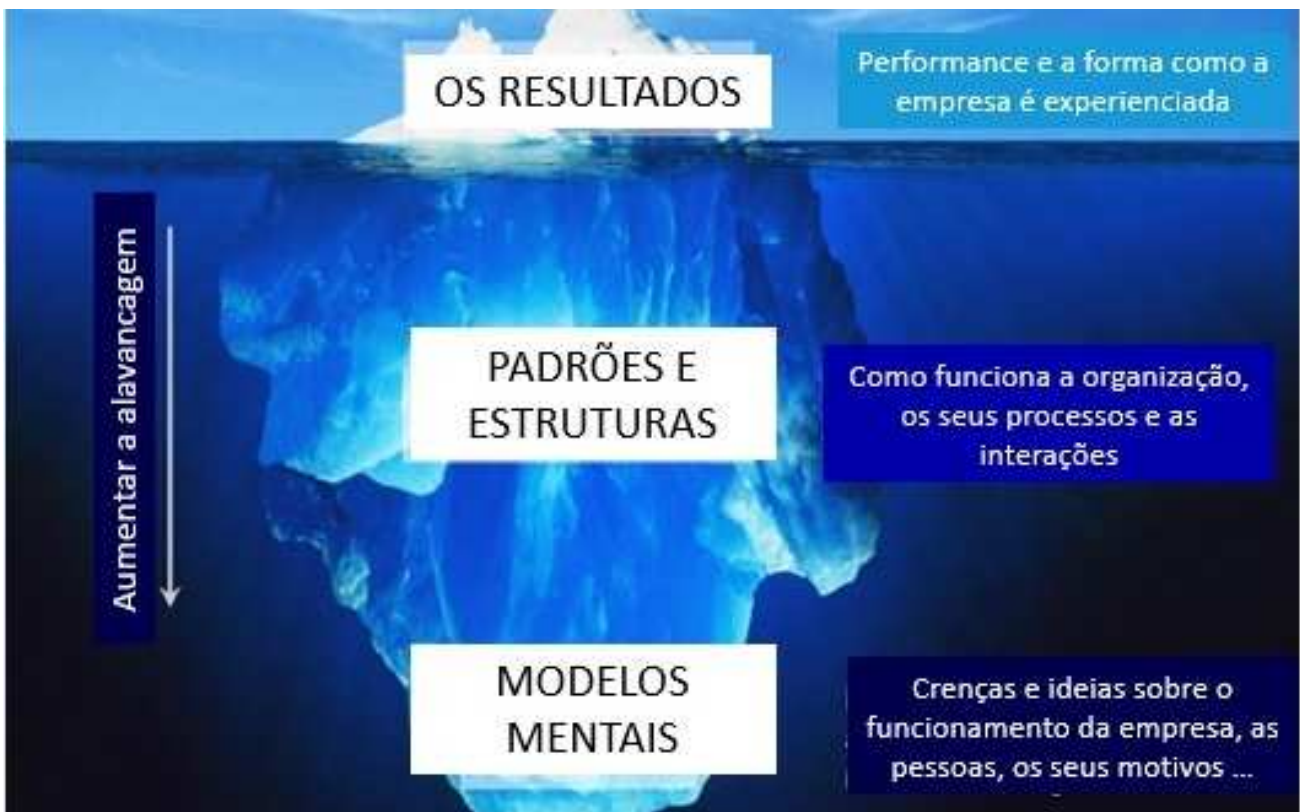 OS RESULTADOS
Performance e a forma como a
empresa é experienciada
Aumentar a alavancagem
PADRÕES E
ESTRUTURAS
Como funciona a organização,
os seus processos e as
interações
MODELOS
MENTAIS
Crenças e ideias sobre o
funcionamento da empresa, as
pessoas, os seus motivos ...